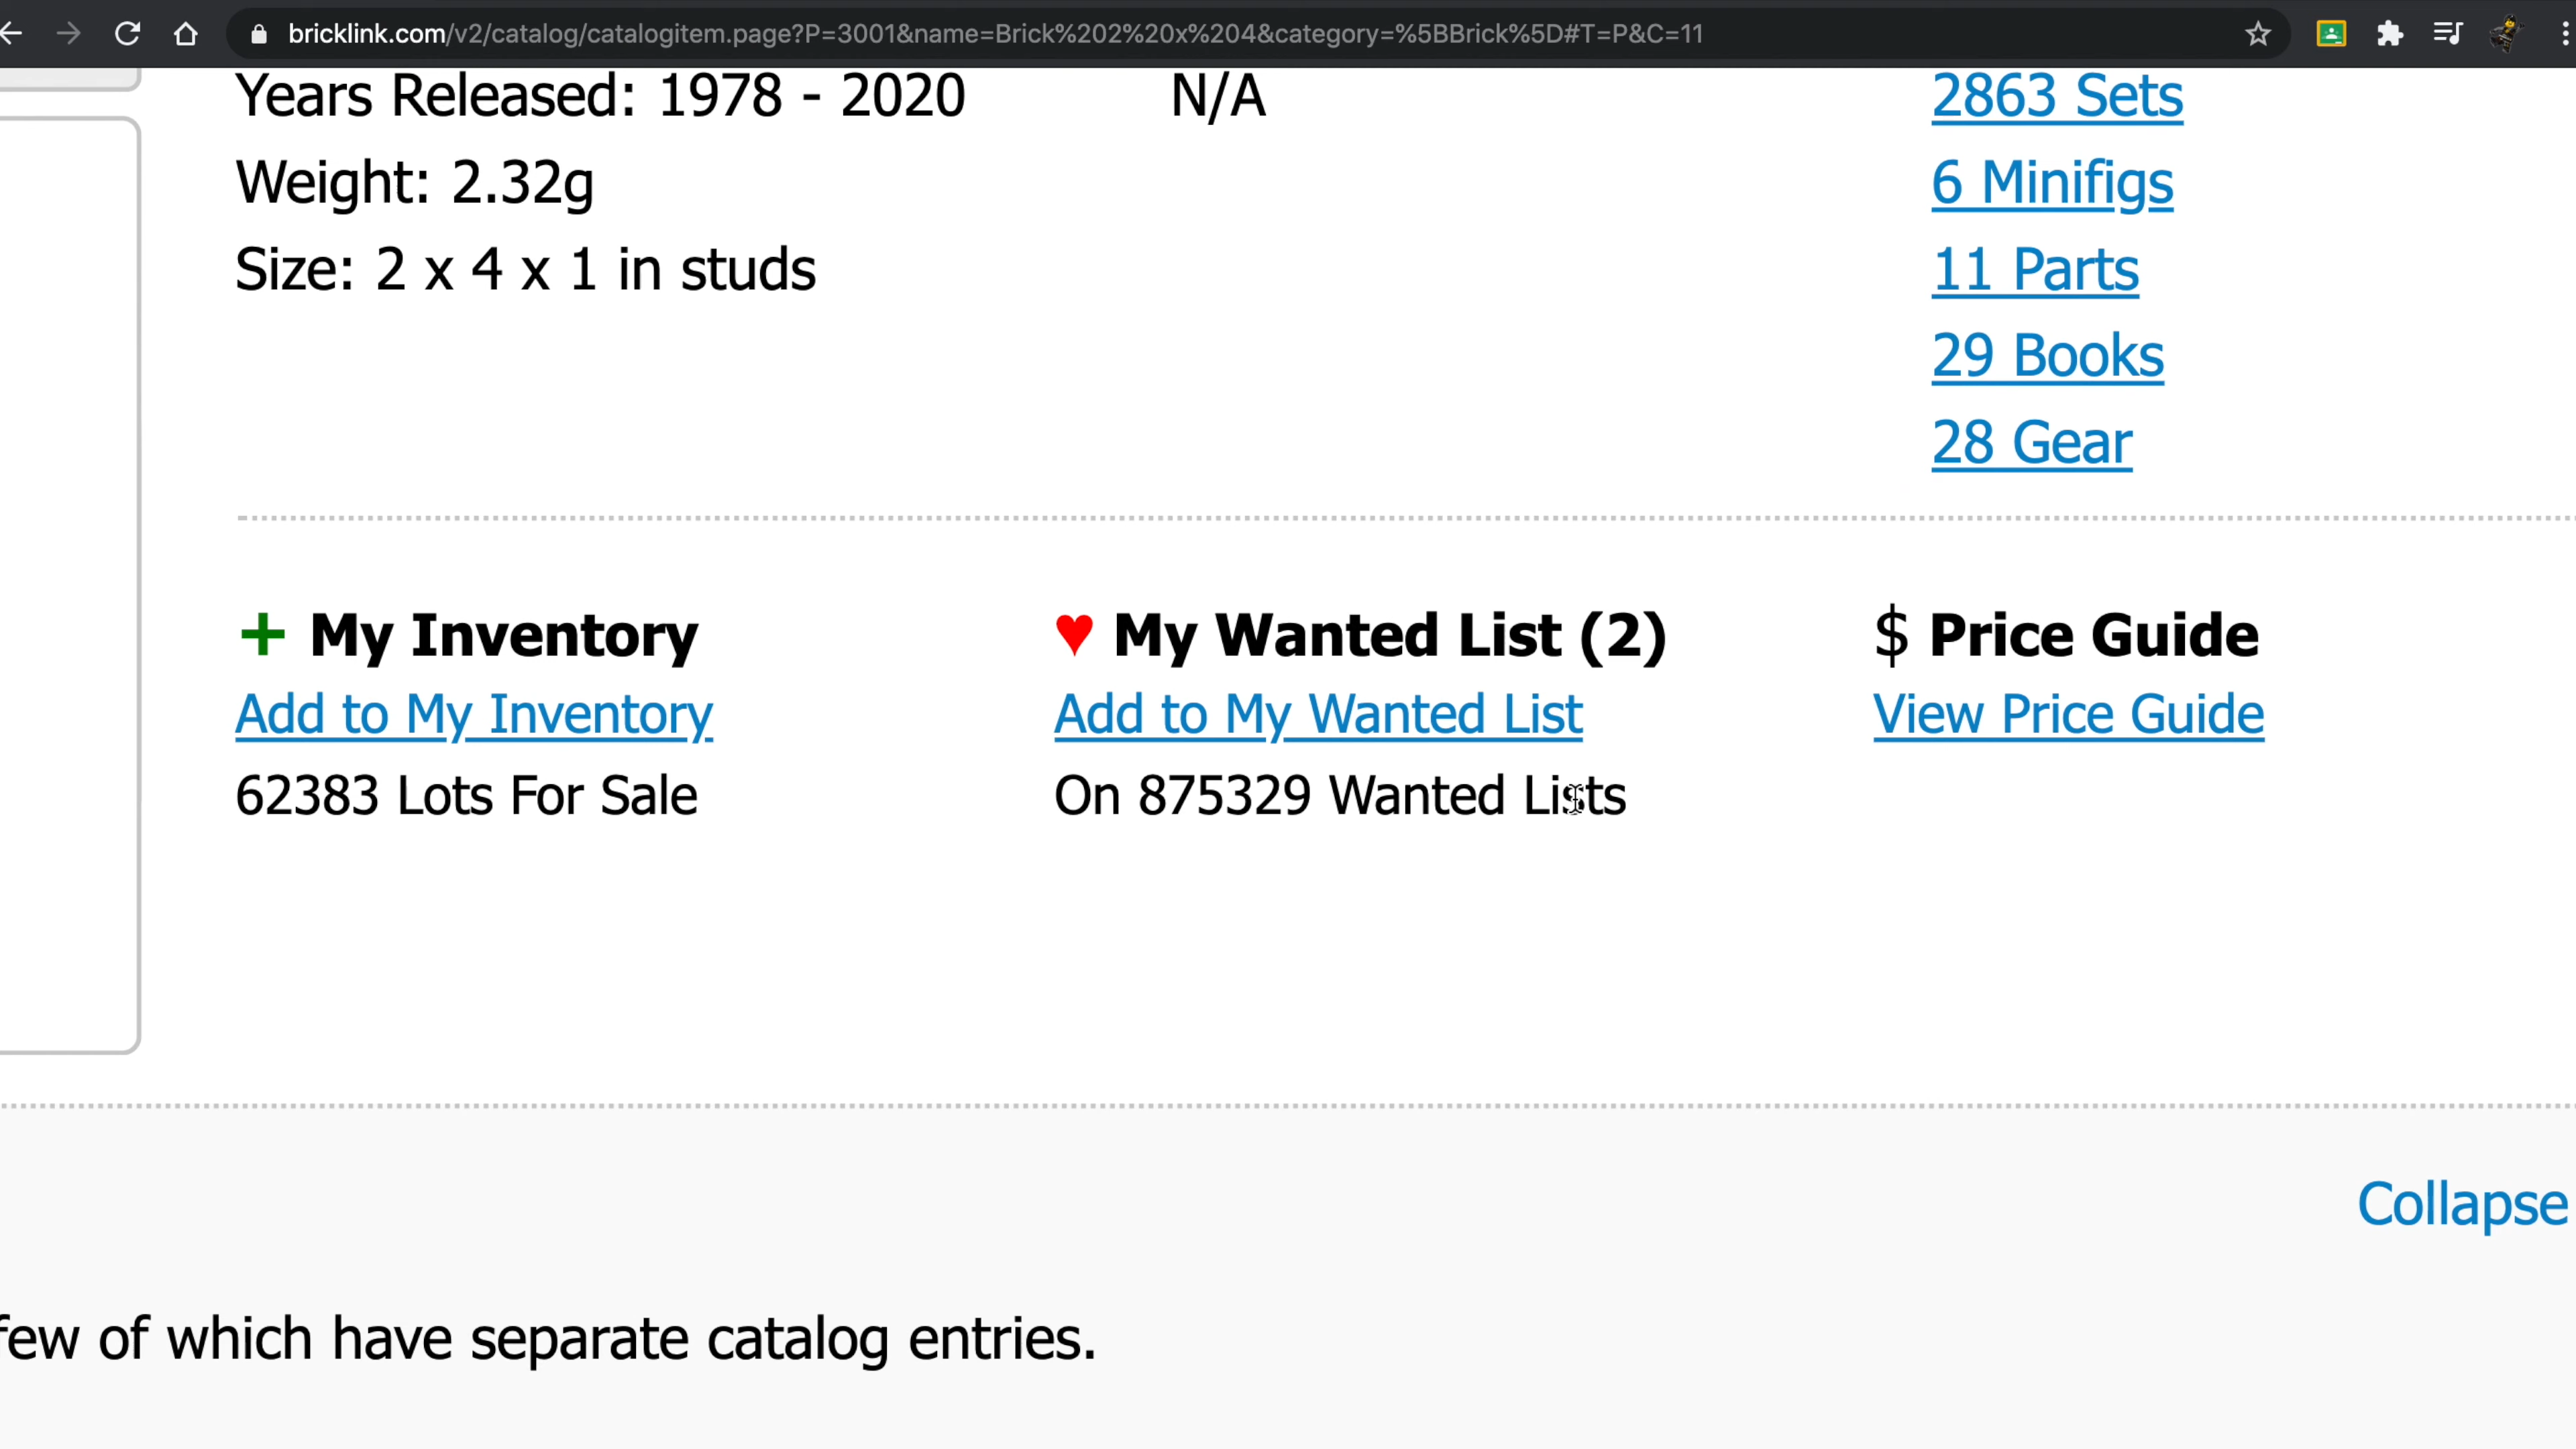 bricklink.com/v2/catalog/catalogitem.page?P=3001&name=Brick%202%20x%204&category=%5BBrick%5D#T=P&C=11
Years Released: 1978 - 2020
N/A
2863 Sets
Weight: 2.32g
6 Minifigs
Size: 2 x 4 x 1 in studs
11 Parts
29 Books
28 Gear
+ My Inventory
♥ My Wanted List (2)
$ Price Guide
Add to My Inventory
Add to My Wanted List
View Price Guide
62383 Lots For Sale
On 875329 Wanted Lists
Collapse
few of which have separate catalog entries.